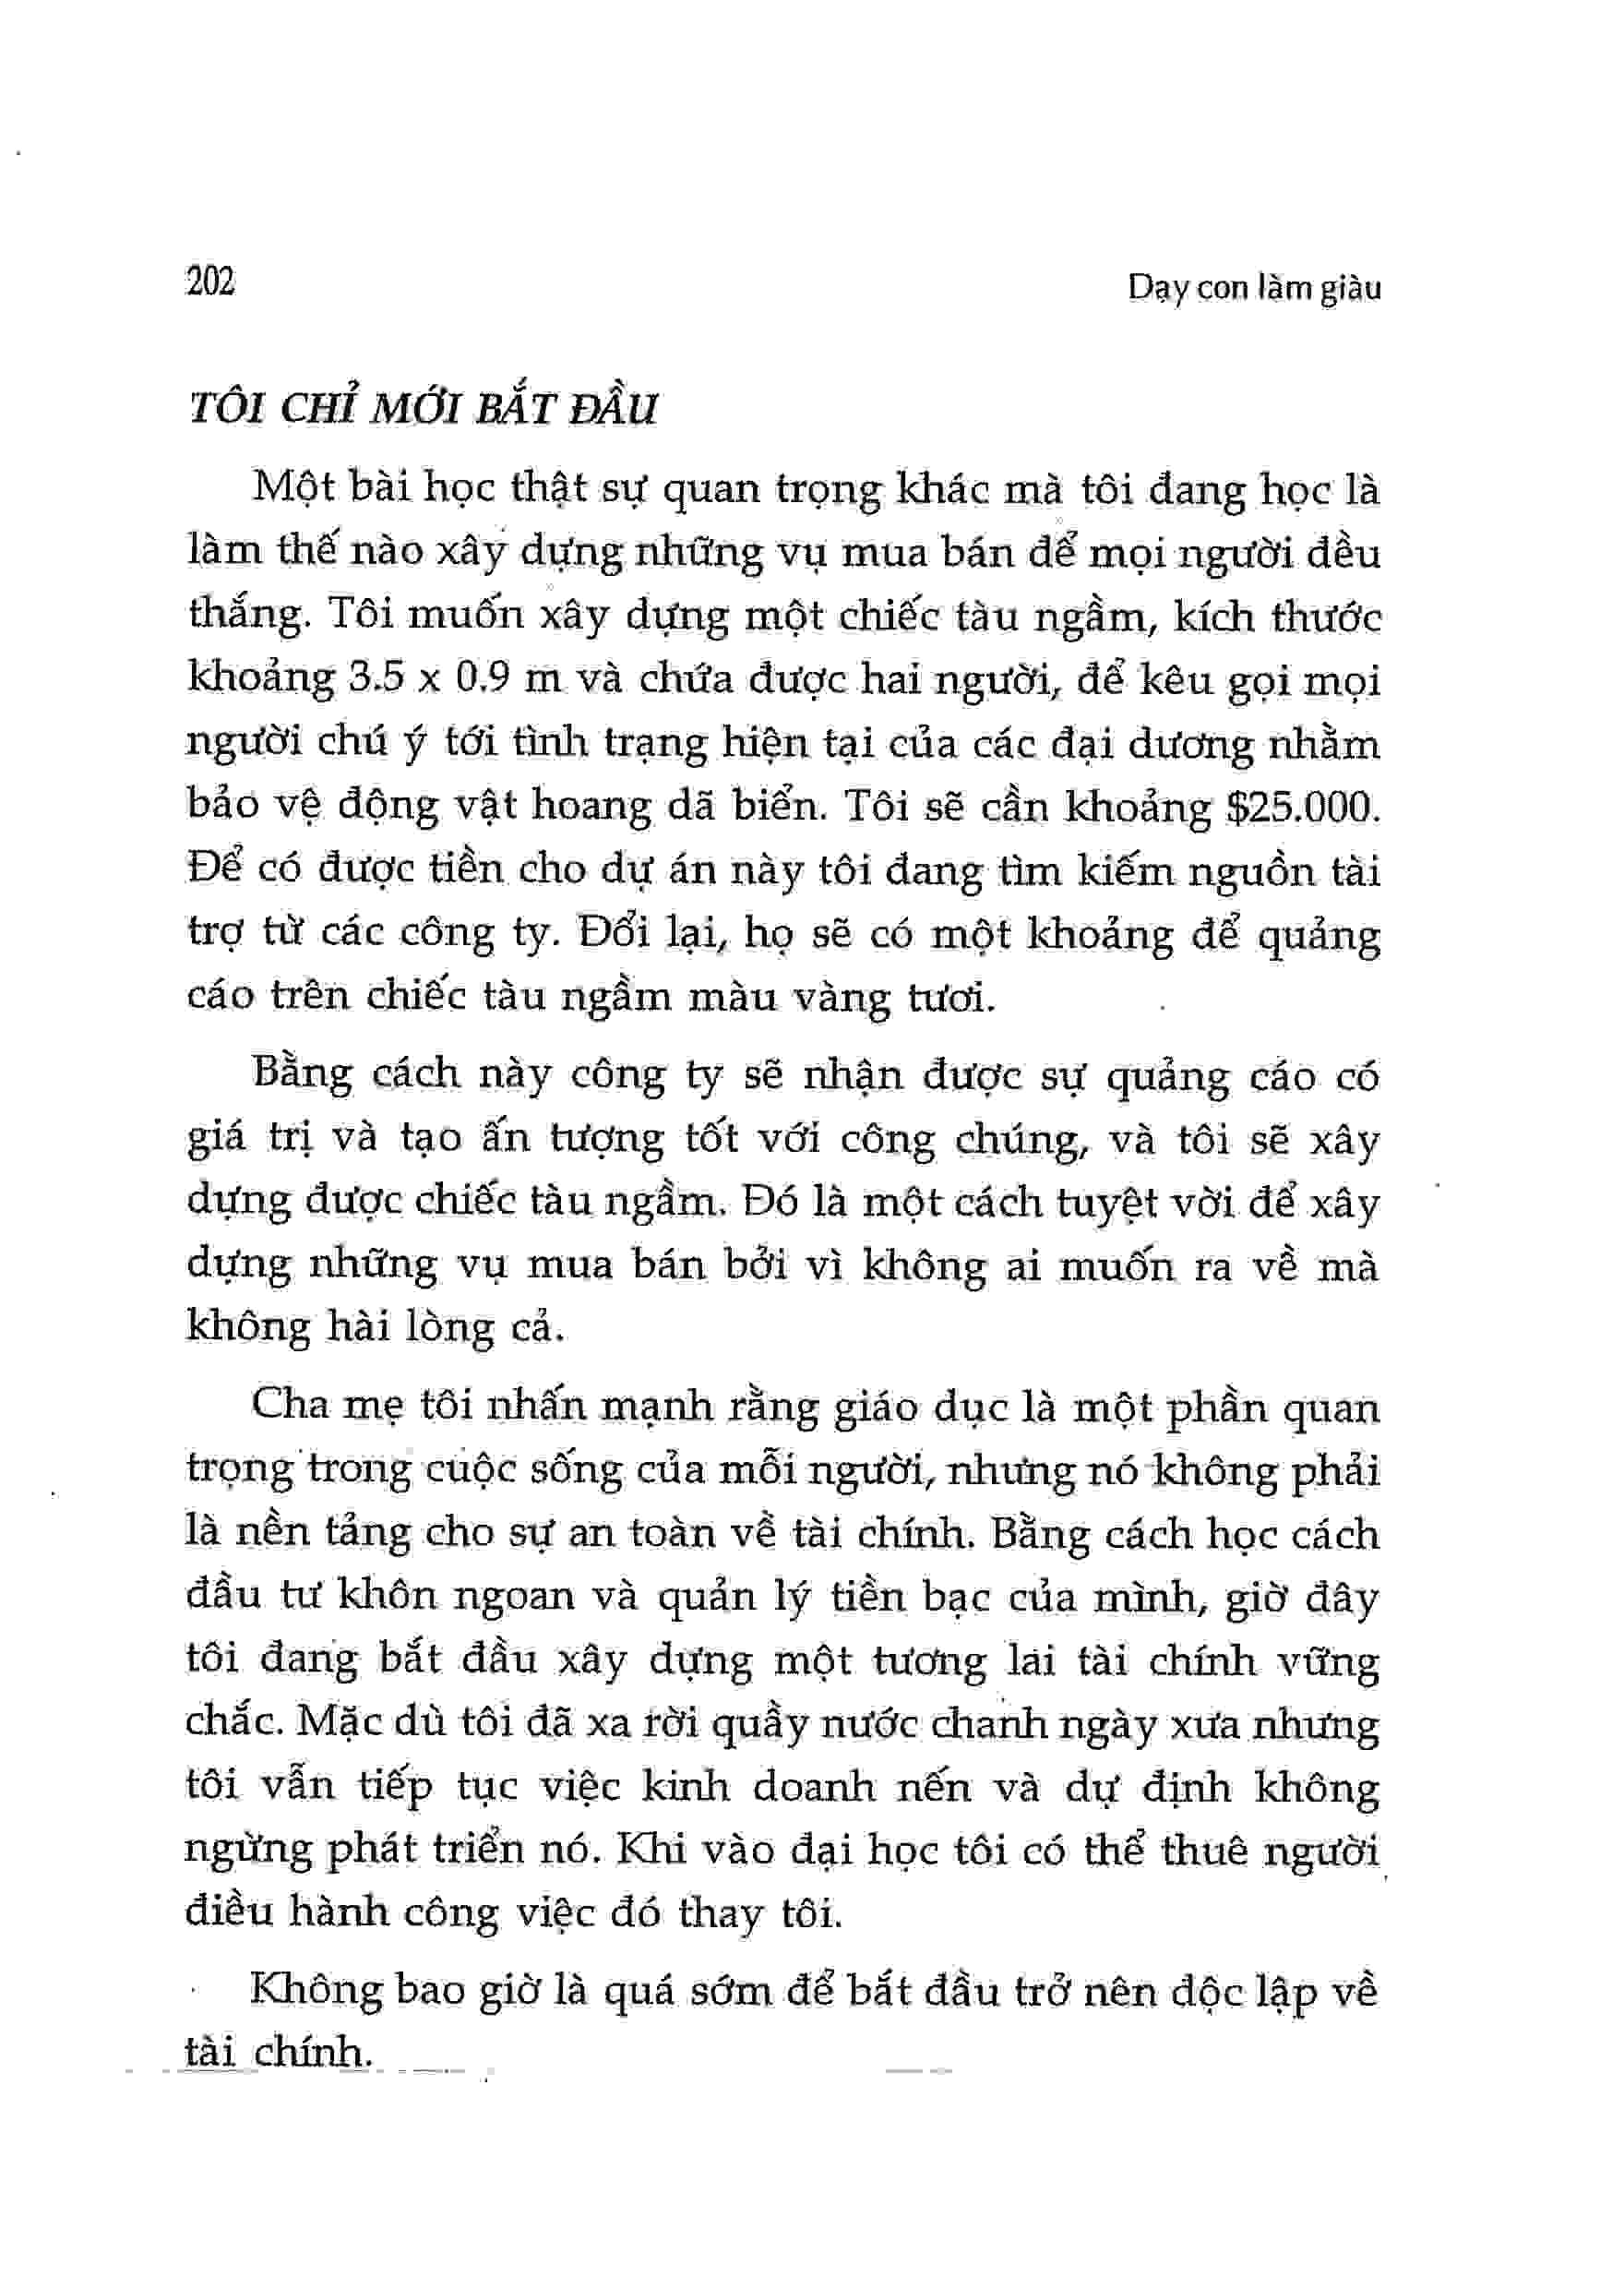 202
Dạy con làm giàu
TÔI CHỈ MỚI BẮT ĐẦU
Một bài học thật sự quan trọng khác mà tôi đang học là
làm thế nào xây dựng những vụ mua bán để mọi người đều
thắng. Tôi muốn xây dựng một chiếc tàu ngầm, kích thước
khoảng 3.5 x 0.9 m và chứa được hai người, để kêu gọi mọi
người chú ý tới tình trạng hiện tại của các đại dương nhằm
bảo vệ động vật hoang dã biển. Tôi sẽ cần khoảng $25.000.
Để có được tiền cho dự án này tôi đang tìm kiếm nguồn tài
trợ từ các công ty. Đổi lại, họ sẽ có một khoảng để quảng
cáo trên chiếc tàu ngầm màu vàng tươi.
Bằng cách này công ty sẽ nhận được sự quảng cáo có
giá trị và tạo ấn tượng tốt với công chúng, và tôi sẽ xây
dựng được chiếc tàu ngầm. Đó là một cách tuyệt vời để xây
dựng những vụ mua bán bởi vì không ai muốn ra về mà
không hài lòng cả.
Cha mẹ tôi nhấn mạnh rằng giáo dục là một phần quan
trọng trong cuộc sống của mỗi người, nhưng nó không phải
là nền tảng cho sự an toàn về tài chính. Bằng cách học cách
đầu tư khôn ngoan và quản lý tiền bạc của mình, giờ đây
tôi đang bắt đầu xây dựng một tương lai tài chính vững
chắc. Mặc dù tôi đã xa rời quầy nước chanh ngày xưa nhưng
tôi vẫn tiếp tục việc kinh doanh nến và dự định không
ngừng phát triển nó. Khi vào đại học tôi có thể thuê người
điều hành công việc đó thay tôi.
Không bao giờ là quá sớm để bắt đầu trở nên độc lập về
tài chính.